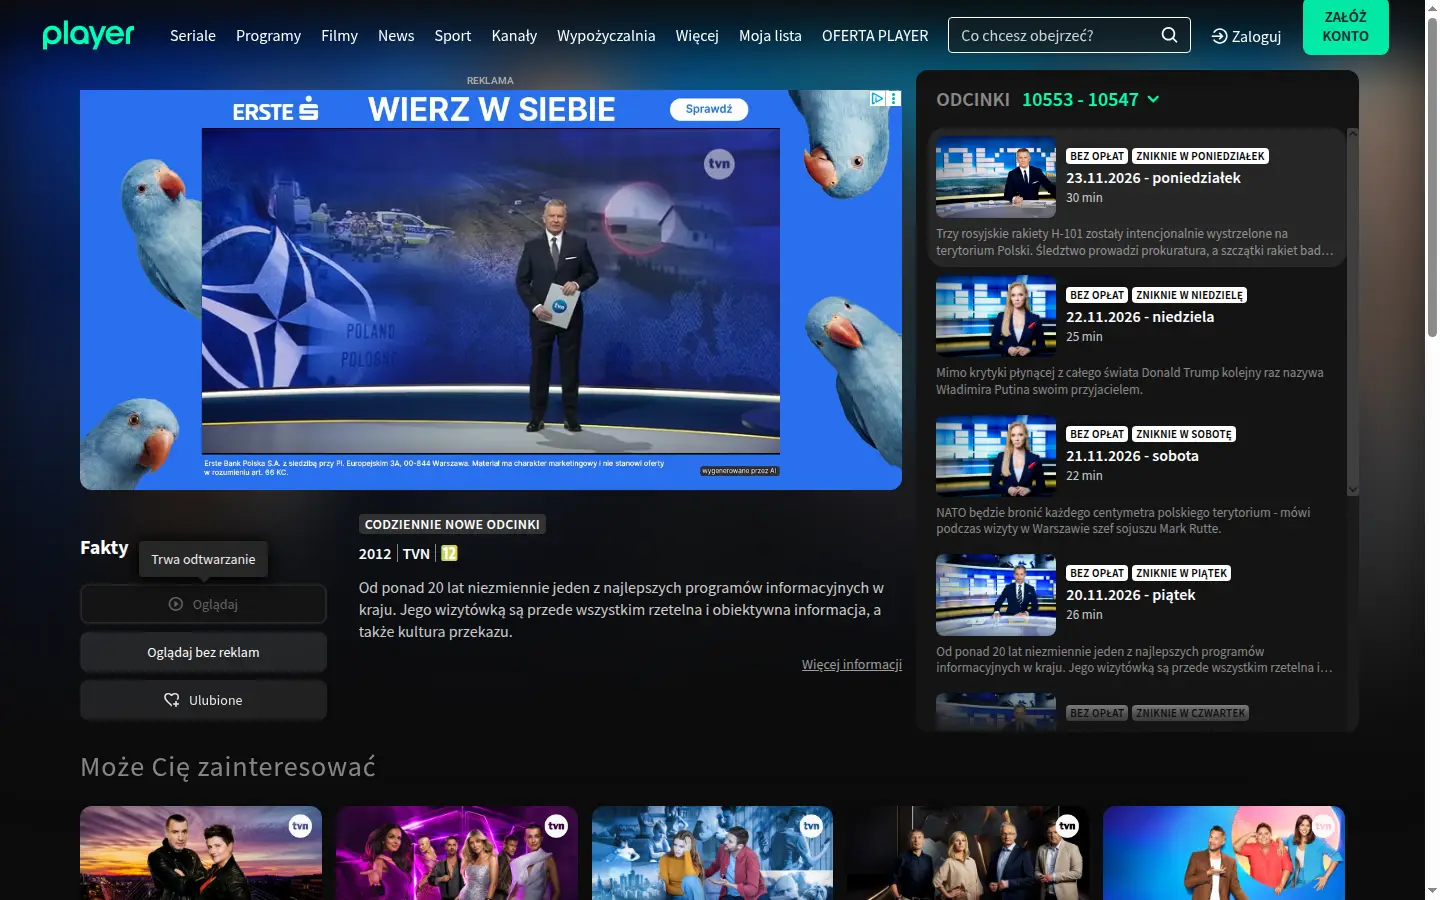 player
Seriale
Programy
Filmy
News
Sport
Kanały
Wypożyczalnia
Więcej
Moja lista
OFERTA PLAYER
Co chcesz obejrzeć?
Zaloguj
ZAŁÓŻ
KONTO
REKLAMA
ERSTE
WIERZ W SIEBIE
Sprawdź
tvn
POLAND
POLOGNE
tvn
Erste Bank Polska S.A. z siedzibą przy Pl. Europejskim 3A, 00-844 Warszawa. Materiał ma charakter marketingowy i nie stanowi oferty
w rozumieniu art. 66 KC.
wygenerowano przez AI
Fakty
Trwa odtwarzanie
Oglądaj
Oglądaj bez reklam
Ulubione
CODZIENNIE NOWE ODCINKI
2012
TVN
12
Od ponad 20 lat niezmiennie jeden z najlepszych programów informacyjnych w
kraju. Jego wizytówką są przede wszystkim rzetelna i obiektywna informacja, a
także kultura przekazu.
Więcej informacji
ODCINKI 10553 - 10547
BEZ OPŁAT ZNIKNIE W PONIEDZIAŁEK
23.11.2026 - poniedziałek
30 min
Trzy rosyjskie rakiety H-101 zostały intencjonalnie wystrzelone na
terytorium Polski. Śledztwo prowadzi prokuratura, a szczątki rakiet bad...
BEZ OPŁAT ZNIKNIE W NIEDZIELĘ
22.11.2026 - niedziela
25 min
Mimo krytyki płynącej z całego świata Donald Trump kolejny raz nazywa
Władimira Putina swoim przyjacielem.
BEZ OPŁAT ZNIKNIE W SOBOTĘ
21.11.2026 - sobota
22 min
NATO będzie bronić każdego centymetra polskiego terytorium - mówi
podczas wizyty w Warszawie szef sojuszu Mark Rutte.
BEZ OPŁAT ZNIKNIE W PIĄTEK
20.11.2026 - piątek
26 min
Od ponad 20 lat niezmiennie jeden z najlepszych programów
informacyjnych w kraju. Jego wizytówką są przede wszystkim rzetelna i...
BEZ OPŁAT ZNIKNIE W CZWARTEK
Może Cię zainteresować
tvn
tvn
tvn
tvn
tvn